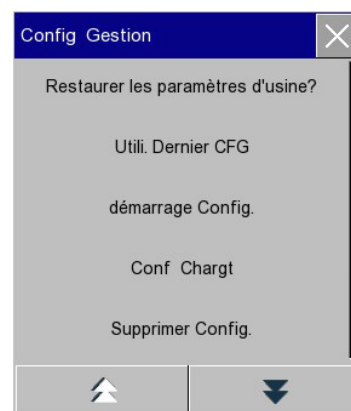 Config Gestion
Restaurer les paramètres d'usine?
Utili. Dernier CFG
démarrage Config.
Conf Chargt
Supprimer Config.